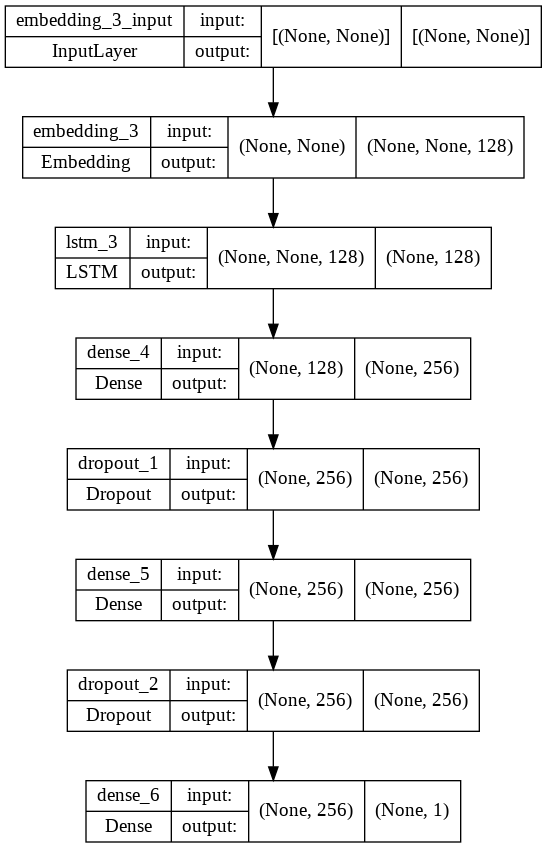 embedding_3_input input: [(None, None)] [(None, None)]
InputLayer output:
embedding_3 input: (None, None) (None, None, 128)
Embedding output:
lstm_3 input: (None, None, 128) (None, 128)
LSTM output:
dense_4 input: (None, 128) (None, 256)
Dense output:
dropout_1 input: (None, 256) (None, 256)
Dropout output:
dense_5 input: (None, 256) (None, 256)
Dense output:
dropout_2 input: (None, 256) (None, 256)
Dropout output:
dense_6 input: (None, 256) (None, 1)
Dense output: